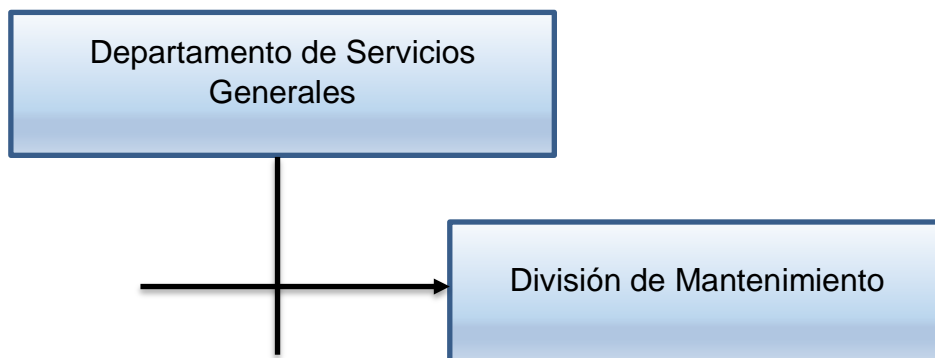 Departamento de Servicios
Generales
División de Mantenimiento